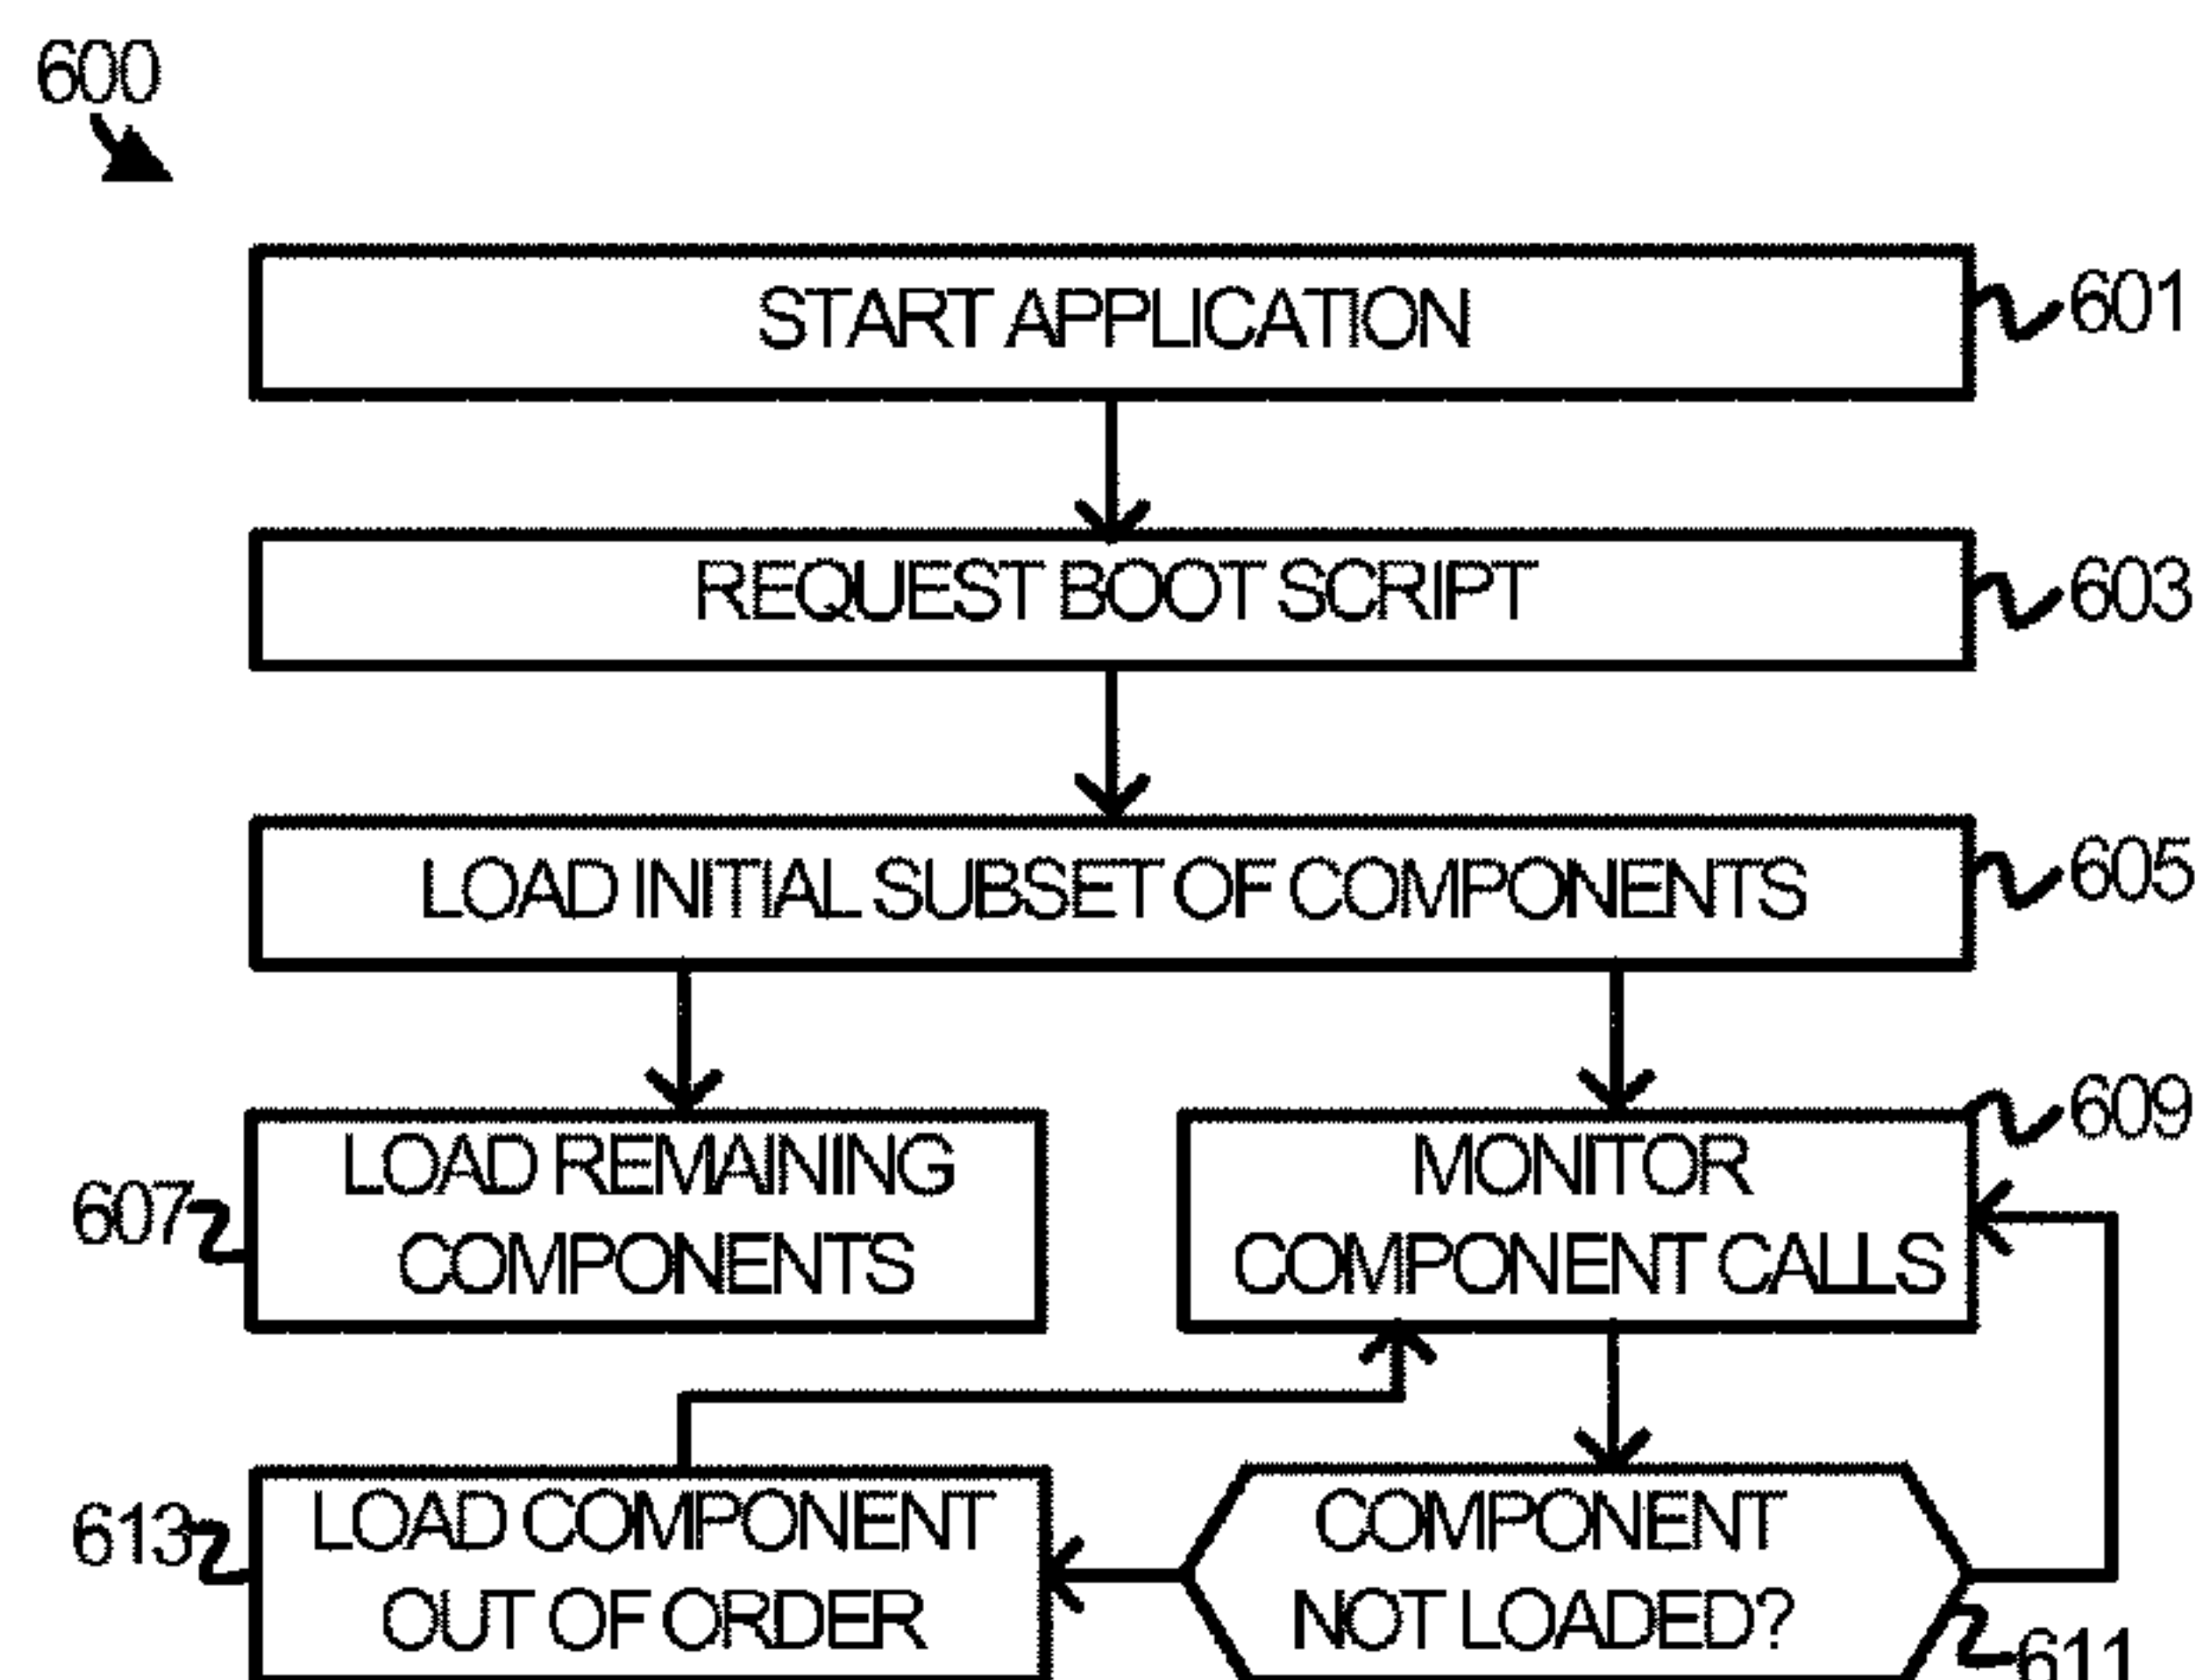 600
START APPLICATION
601
REQUEST BOOT SCRIPT
603
LOAD INITIAL SUBSET OF COMPONENTS
605
LOAD REMAINING
COMPONENTS
607
MONITOR
COMPONENT CALLS
609
LOAD COMPONENT
OUT OF ORDER
613
COMPONENT
NOT LOADED?
611